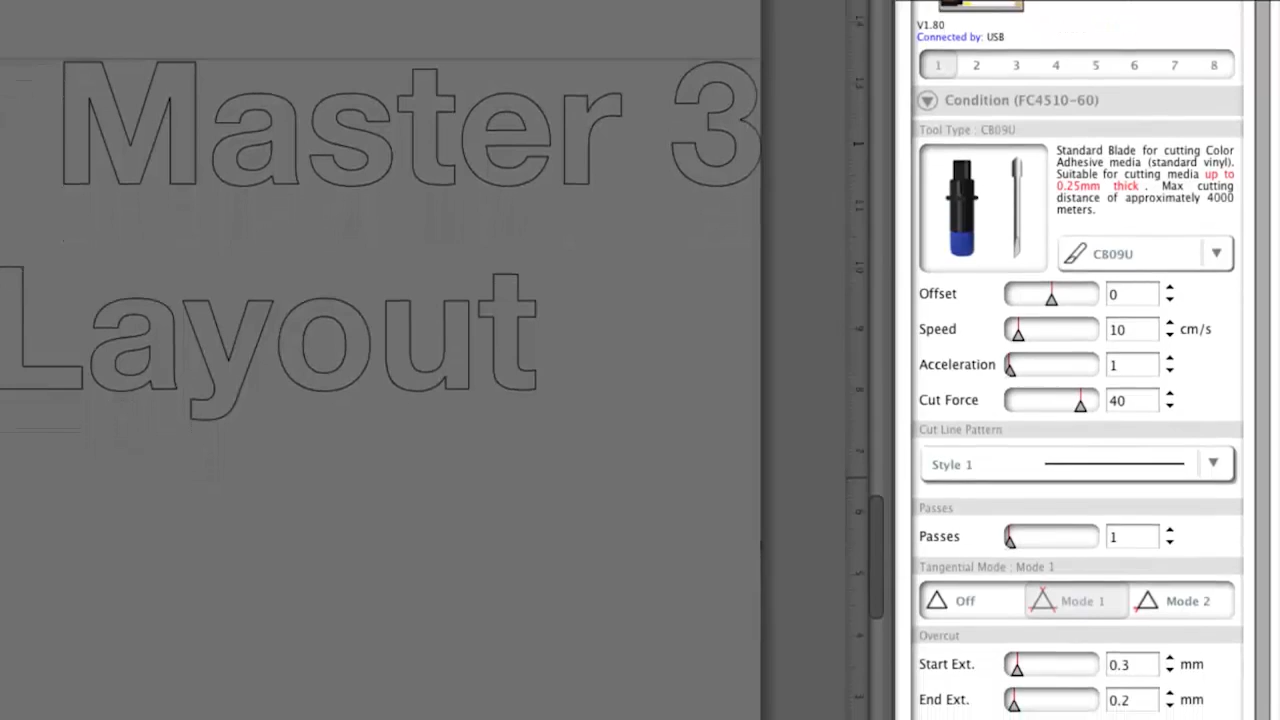 Master 3
Layout
V1.80
Connected by: USB
1 2 3 4 5 6 7 8
Condition (FC4510-60)
Tool Type : CB09U
Standard Blade for cutting Color
Adhesive media (standard vinyl).
Suitable for cutting media up to
0.25mm thick . Max cutting
distance of approximately 4000
meters.
CB09U
Offset 0
Speed 10 cm/s
Acceleration 1
Cut Force 40
Cut Line Pattern
Style 1
Passes
Passes 1
Tangential Mode : Mode 1
Off Mode 1 Mode 2
Overcut
Start Ext. 0.3 mm
End Ext. 0.2 mm